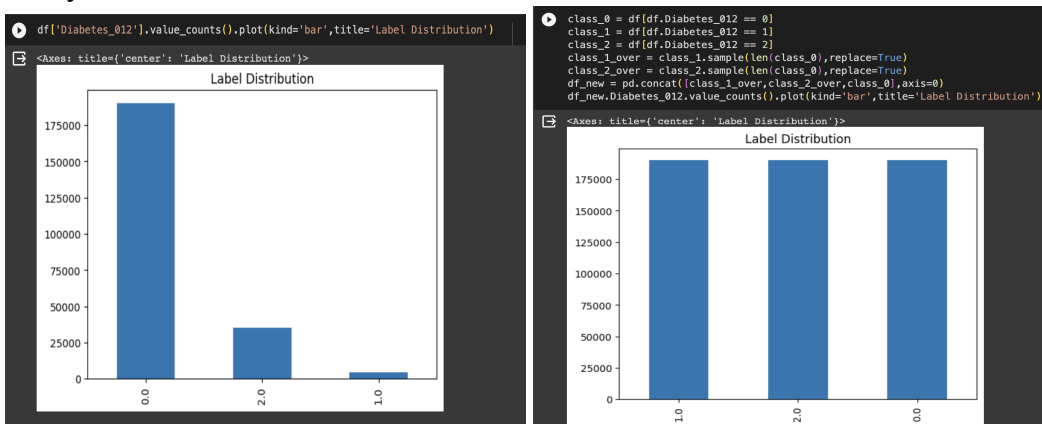 df['Diabetes_012'].value_counts().plot(kind='bar',title='Label Distribution')
<Axes: title={'center': 'Label Distribution'}>
Label Distribution
175000
150000
125000
100000
75000
50000
25000
0
0.0
2.0
1.0
class_0 = df[df.Diabetes_012 == 0]
class_1 = df[df.Diabetes_012 == 1]
class_2 = df[df.Diabetes_012 == 2]
class_1_over = class_1.sample(len(class_0),replace=True)
class_2_over = class_2.sample(len(class_0),replace=True)
df_new = pd.concat([class_1_over,class_2_over,class_0],axis=0)
df_new.Diabetes_012.value_counts().plot(kind='bar',title='Label Distribution')
<Axes: title={'center': 'Label Distribution'}>
Label Distribution
175000
150000
125000
100000
75000
50000
25000
0
1.0
2.0
0.0